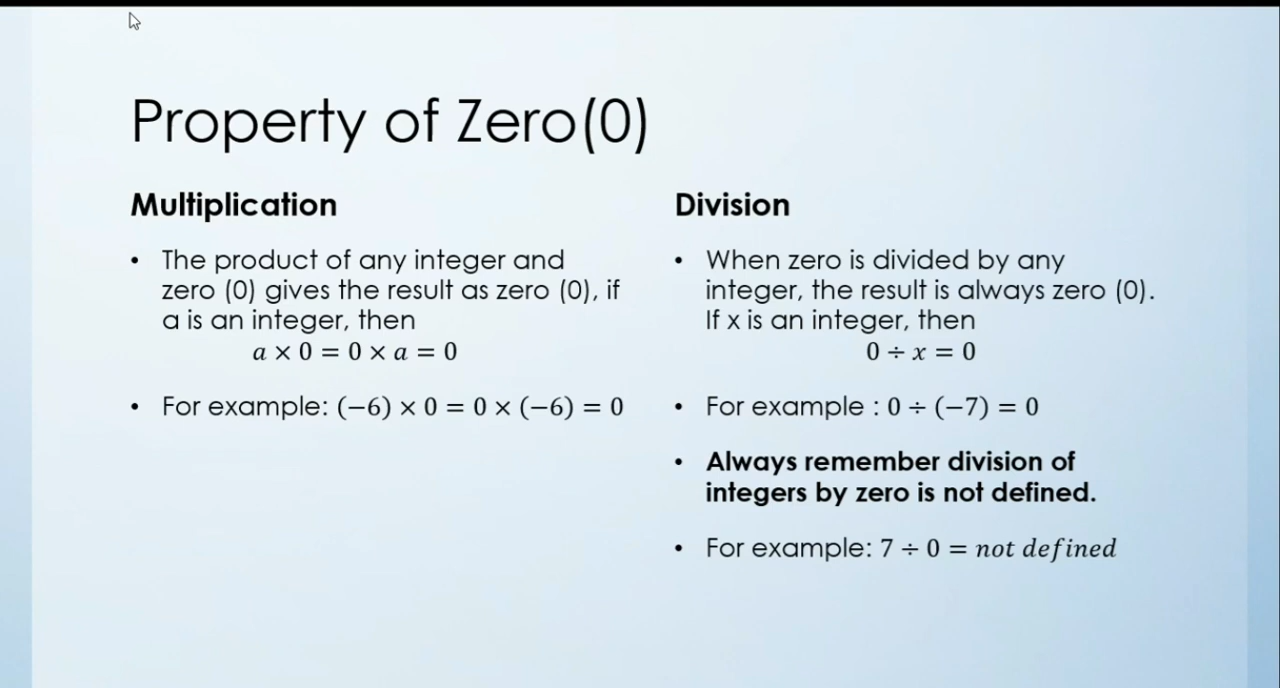 Property of Zero(0)
Multiplication
• The product of any integer and
zero (0) gives the result as zero (0), if
a is an integer, then
a × 0 = 0 × a = 0
• For example: (−6) × 0 = 0 × (−6) = 0
Division
• When zero is divided by any
integer, the result is always zero (0).
If x is an integer, then
0 ÷ x = 0
• For example : 0 ÷ (−7) = 0
• Always remember division of
integers by zero is not defined.
• For example: 7 ÷ 0 = not defined